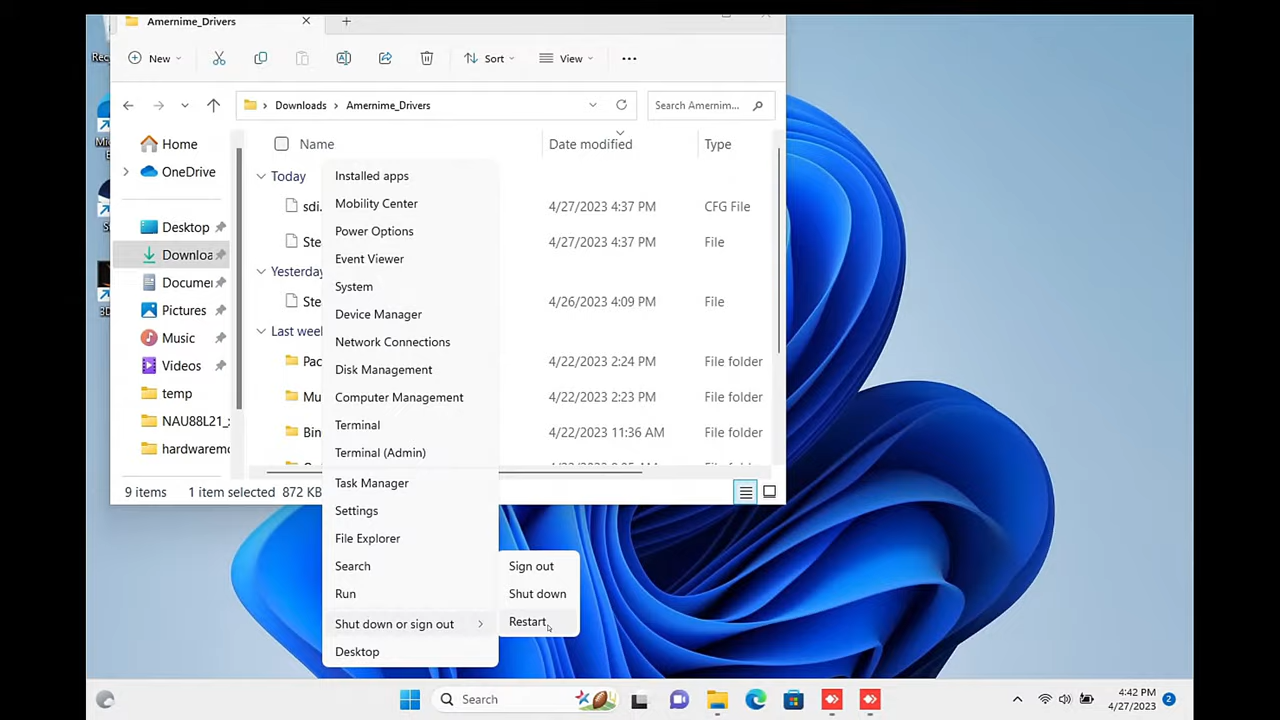 Amernime_Drivers
New
Sort
View
Downloads
Amernime_Drivers
Search Amernim...
Home
OneDrive
Desktop
Downloa
Documer
Pictures
Music
Videos
temp
NAU88L21_
hardwaremo
Name
Date modified
Type
Today
sdi.
4/27/2023 4:37 PM
CFG File
Ste
4/27/2023 4:37 PM
File
Yesterday
Ste
4/26/2023 4:09 PM
File
Last weel
Pac
4/22/2023 2:24 PM
File folder
Mu
4/22/2023 2:23 PM
File folder
Bin
4/22/2023 11:36 AM
File folder
9 items
1 item selected
872 KB
Installed apps
Mobility Center
Power Options
Event Viewer
System
Device Manager
Network Connections
Disk Management
Computer Management
Terminal
Terminal (Admin)
Task Manager
Settings
File Explorer
Search
Run
Shut down or sign out
Desktop
Sign out
Shut down
Restart
Search
4:42 PM
4/27/2023
2